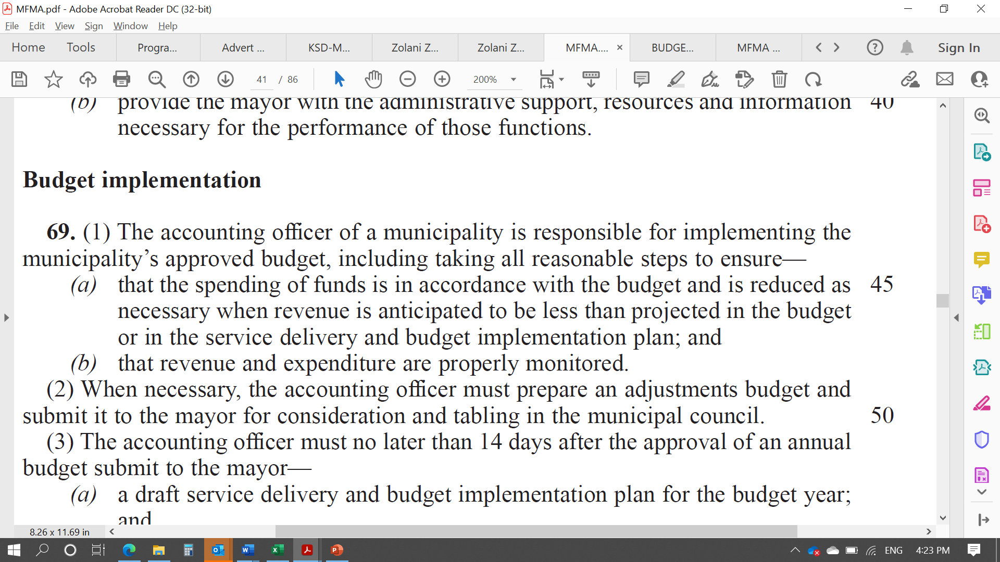 MFMA.pdf - Adobe Acrobat Reader DC (32-bit)
File Edit View Sign Window Help
Home Tools Progra... Advert ... KSD-M... Zolani Z... Zolani Z... MFMA.... × BUDGE... MFMA ... Sign In
41 / 86 200%
(b) provide the mayor with the administrative support, resources and information 40
necessary for the performance of those functions.
Budget implementation
69. (1) The accounting officer of a municipality is responsible for implementing the
municipality’s approved budget, including taking all reasonable steps to ensure—
(a) that the spending of funds is in accordance with the budget and is reduced as 45
necessary when revenue is anticipated to be less than projected in the budget
or in the service delivery and budget implementation plan; and
(b) that revenue and expenditure are properly monitored.
(2) When necessary, the accounting officer must prepare an adjustments budget and
submit it to the mayor for consideration and tabling in the municipal council. 50
(3) The accounting officer must no later than 14 days after the approval of an annual
budget submit to the mayor—
(a) a draft service delivery and budget implementation plan for the budget year;
and
8.26 x 11.69 in
ENG 4:23 PM